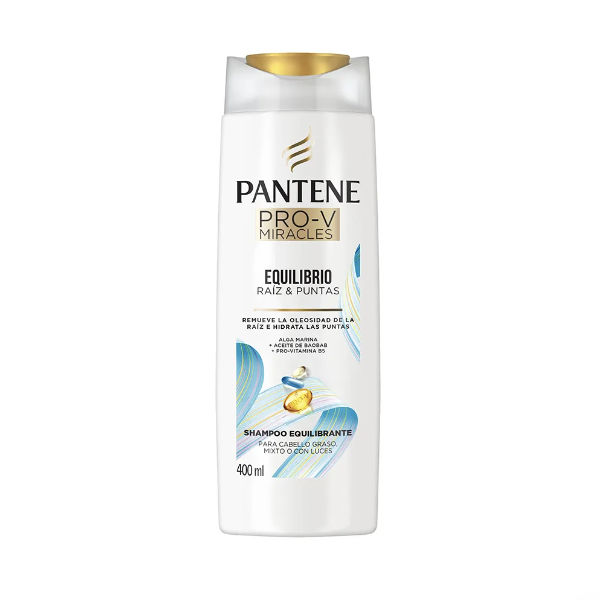 PANTENE
PRO-V
MIRACLES
EQUILIBRIO
RAÍZ & PUNTAS
REMUEVE LA OLEOSIDAD DE LA
RAÍZ E HIDRATA LAS PUNTAS
ALGA MARINA
+ ACEITE DE BAOBAB
+ PRO-VITAMINA B5
SHAMPOO EQUILIBRANTE
PARA CABELLO GRASO,
MIXTO O CON LUCES
400 ml